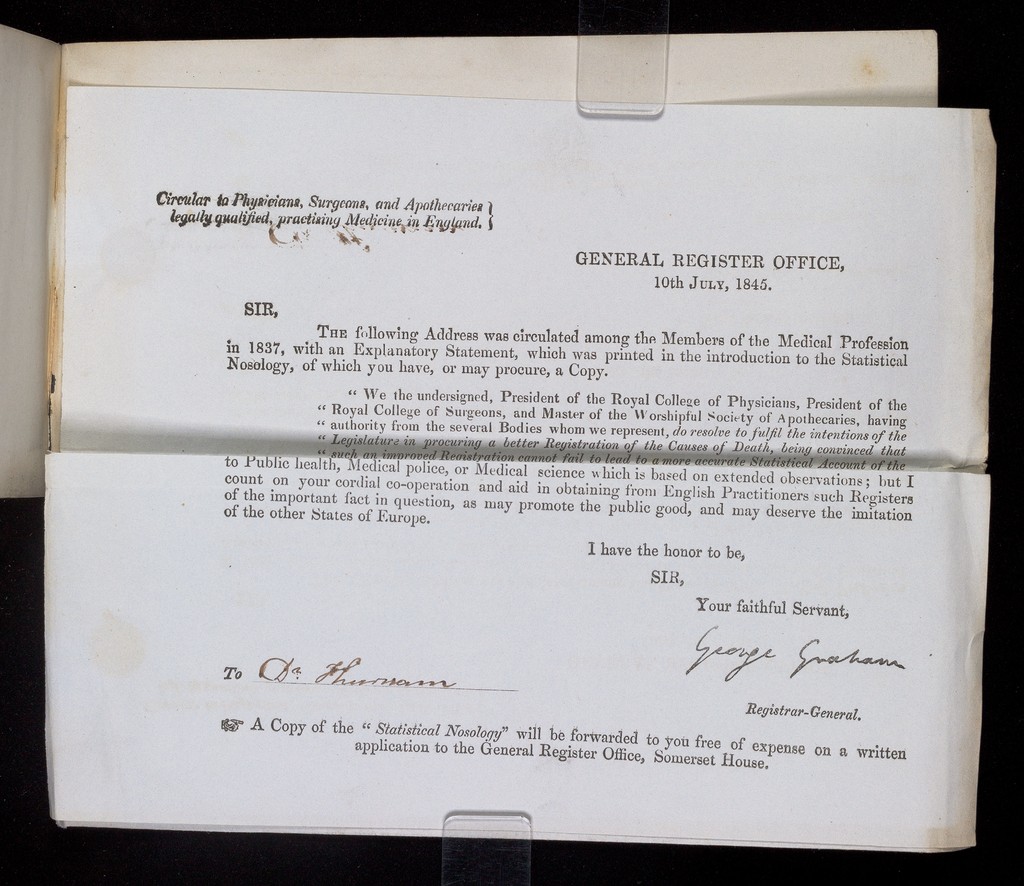 Circular to Physicians, Surgeons, and Apothecaries
legally qualified, practising Medicine in England. }
GENERAL REGISTER OFFICE,
10th JULY, 1845.
SIR,
THE following Address was circulated among the Members of the Medical Profession
in 1837, with an Explanatory Statement, which was printed in the introduction to the Statistical
Nosology, of which you have, or may procure, a Copy.
“ We the undersigned, President of the Royal College of Physicians, President of the
“ Royal College of Surgeons, and Master of the Worshipful Society of Apothecaries, having
“ authority from the several Bodies whom we represent, do resolve to fulfil the intentions of the
“ Legislature in procuring a better Registration of the Causes of Death, being convinced that
“ such an improved Registration cannot fail to lead to a more accurate Statistical Account of the
to Public health, Medical police, or Medical science which is based on extended observations; but I
count on your cordial co-operation and aid in obtaining from English Practitioners such Registers
of the important fact in question, as may promote the public good, and may deserve the imitation
of the other States of Europe.
I have the honor to be,
SIR,
Your faithful Servant,
George Graham
To Dr. Thurnam
Registrar-General.
☞ A Copy of the “ Statistical Nosology” will be forwarded to you free of expense on a written
application to the General Register Office, Somerset House.